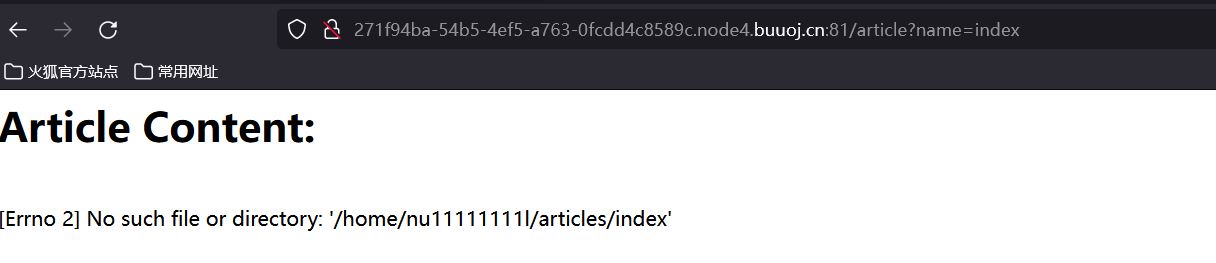 271f94ba-54b5-4ef5-a763-0fcdd4c8589c.node4.buuoj.cn:81/article?name=index
火狐官方站点 常用网址
Article Content:
[Errno 2] No such file or directory: '/home/nu11111111l/articles/index'